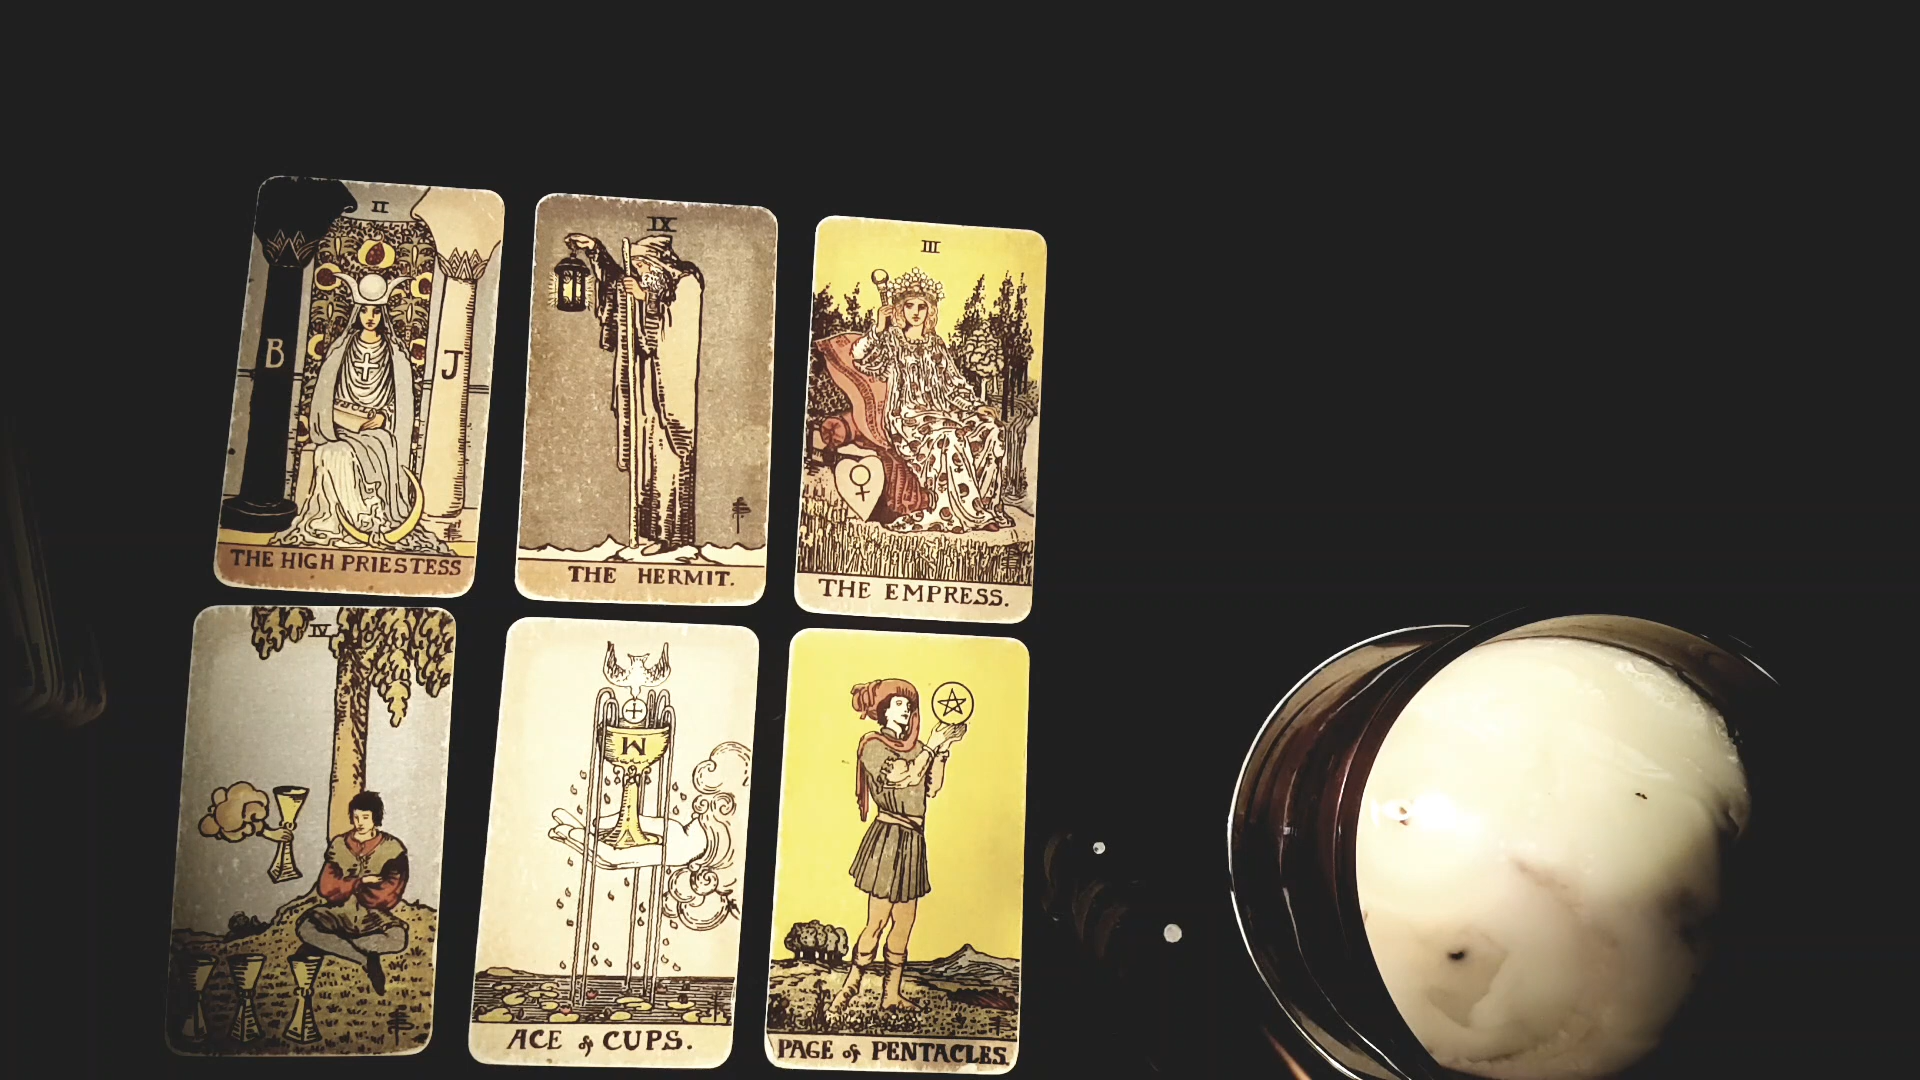 II
B
J
THE HIGH PRIESTESS
IX
THE HERMIT.
III
THE EMPRESS.
IV
W
ACE of CUPS.
PAGE of PENTACLES.